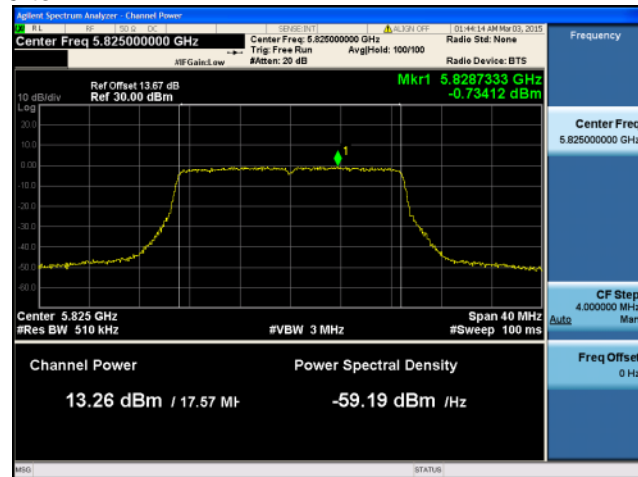 Agilent Spectrum Analyzer - Channel Power
RL RF 50 Ω DC SENSE:INT ALIGN OFF 01:44:14 AM Mar 03, 2015
Center Freq 5.825000000 GHz
Center Freq: 5.825000000 GHz
Radio Std: None
Trig: Free Run Avg|Hold: 100/100
#IFGain:Low #Atten: 20 dB Radio Device: BTS
Frequency
Mkr1 5.8287333 GHz
-0.73412 dBm
Ref Offset 13.67 dB
10 dB/div Ref 30.00 dBm
Log
20.0
10.0
0.00
-10.0
-20.0
-30.0
-40.0
-50.0
-60.0
1
Center Freq
5.825000000 GHz
Center 5.825 GHz Span 40 MHz
#Res BW 510 kHz #VBW 3 MHz #Sweep 100 ms
CF Step
4.000000 MHz
Auto Man
Channel Power Power Spectral Density
13.26 dBm / 17.57 MH -59.19 dBm /Hz
Freq Offset
0 Hz
MSG STATUS